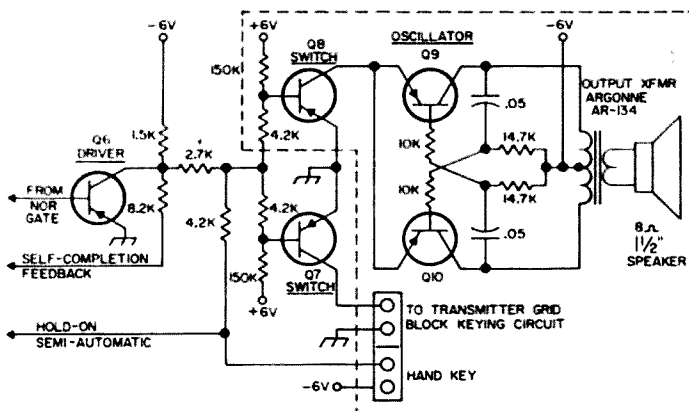 -6V
+6V
Q8
SWITCH
OSCILLATOR
Q9
-6V
150K
OUTPUT XFMR
ARGONNE
AR-134
.05
1.5K
4.2K
10K
14.7K
Q6
DRIVER
2.7K
FROM
NOR
GATE
8.2K
4.2K
4.2K
10K
14.7K
.05
8Ω
1 1/2"
SPEAKER
SELF-COMPLETION
FEEDBACK
150K
Q7
SWITCH
Q10
+6V
TO TRANSMITTER GRID
BLOCK KEYING CIRCUIT
HOLD-ON
SEMI-AUTOMATIC
HAND KEY
-6V